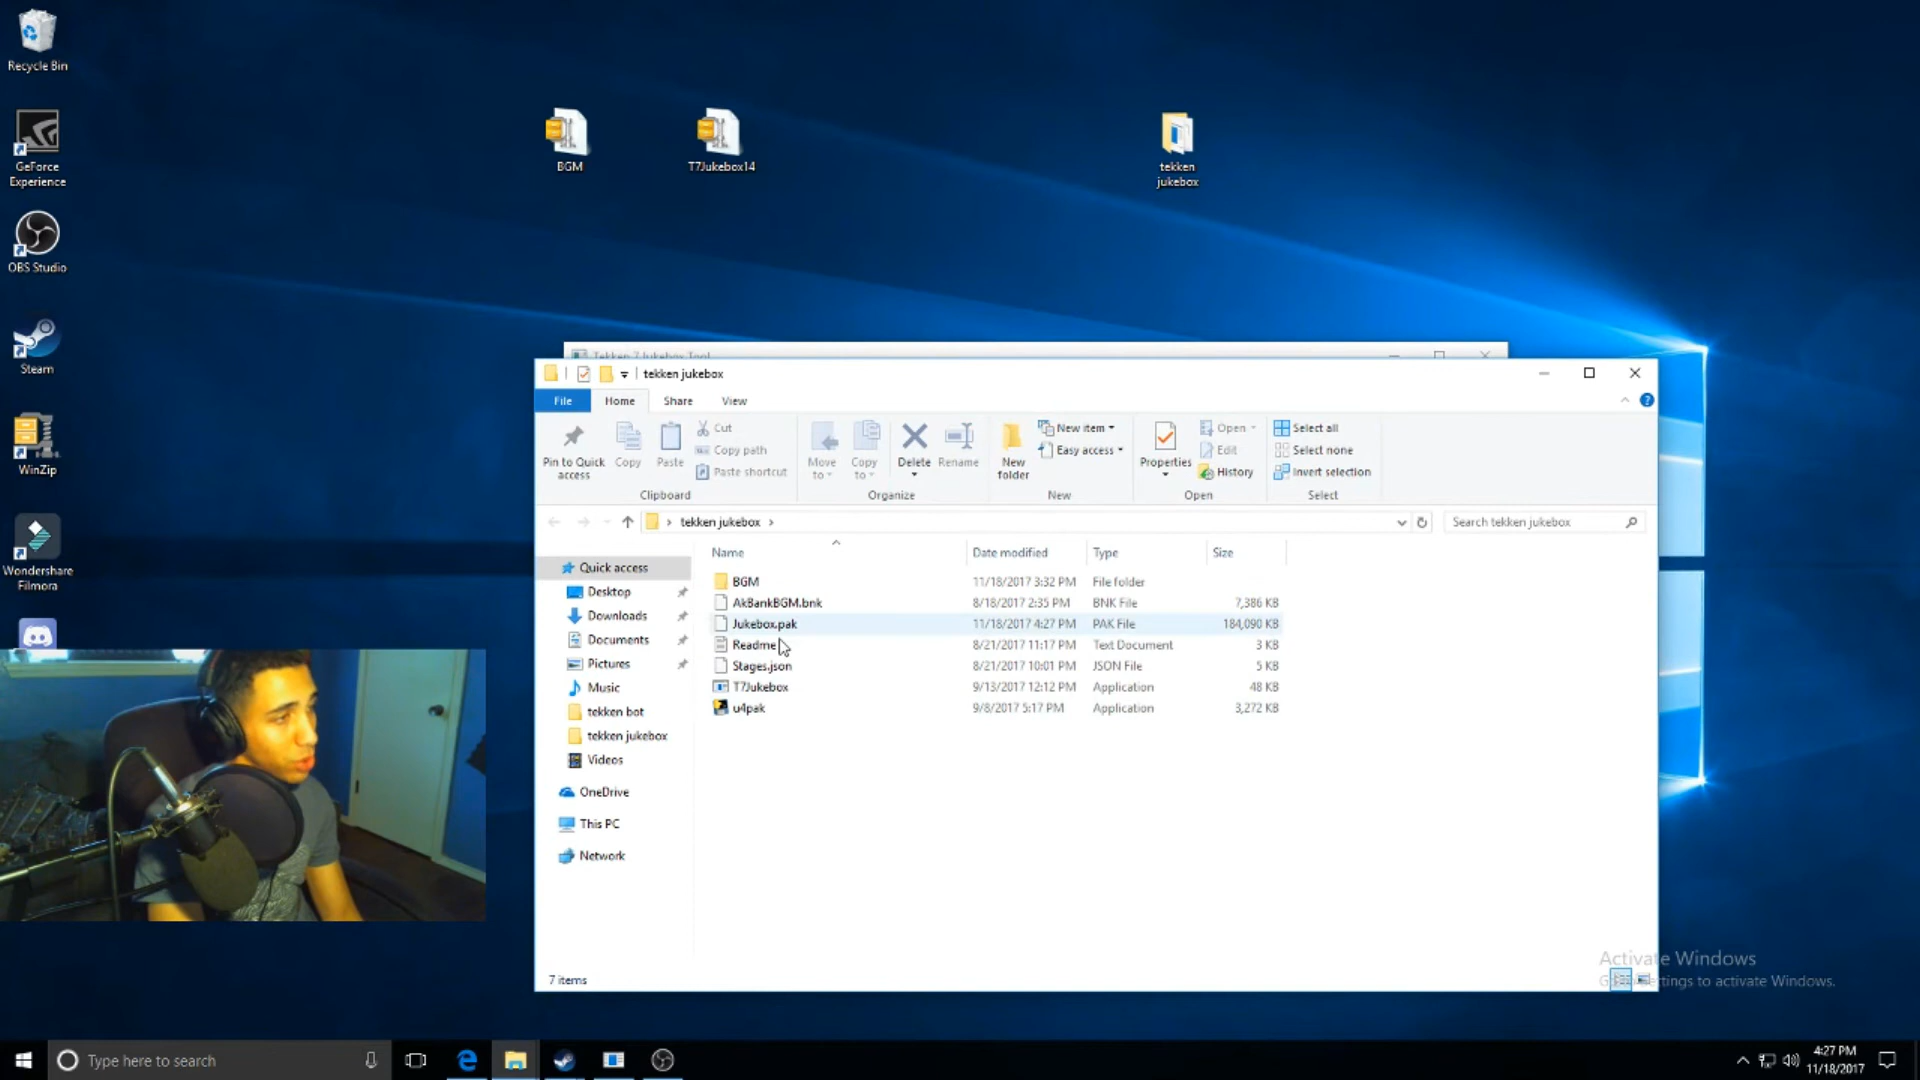 Recycle Bin
GeForce
Experience
OBS Studio
Steam
WinZip
Wondershare
Filmora
BGM
T7Jukebox14
tekken
jukebox
Tekken 7 Jukebox Tool
tekken jukebox
File
Home
Share
View
Pin to Quick
access
Copy
Paste
Cut
Copy path
Paste shortcut
Clipboard
Move
to
Copy
to
Delete
Rename
Organize
New
folder
New item
Easy access
New
Properties
Open
Edit
History
Open
Select all
Select none
Invert selection
Select
tekken jukebox
Search tekken jukebox
Name
Date modified
Type
Size
BGM 11/18/2017 3:32 PM File folder
AkBankBGM.bnk 8/18/2017 2:35 PM BNK File 7,386 KB
Jukebox.pak 11/18/2017 4:27 PM PAK File 184,090 KB
Readme 8/21/2017 11:17 PM Text Document 3 KB
Stages.json 8/21/2017 10:01 PM JSON File 5 KB
T7Jukebox 9/13/2017 12:12 PM Application 48 KB
u4pak 9/8/2017 5:17 PM Application 3,272 KB
Quick access
Desktop
Downloads
Documents
Pictures
Music
tekken bot
tekken jukebox
Videos
OneDrive
This PC
Network
7 items
Activate Windows
ettings to activate Windows.
Type here to search
4:27 PM
11/18/2017